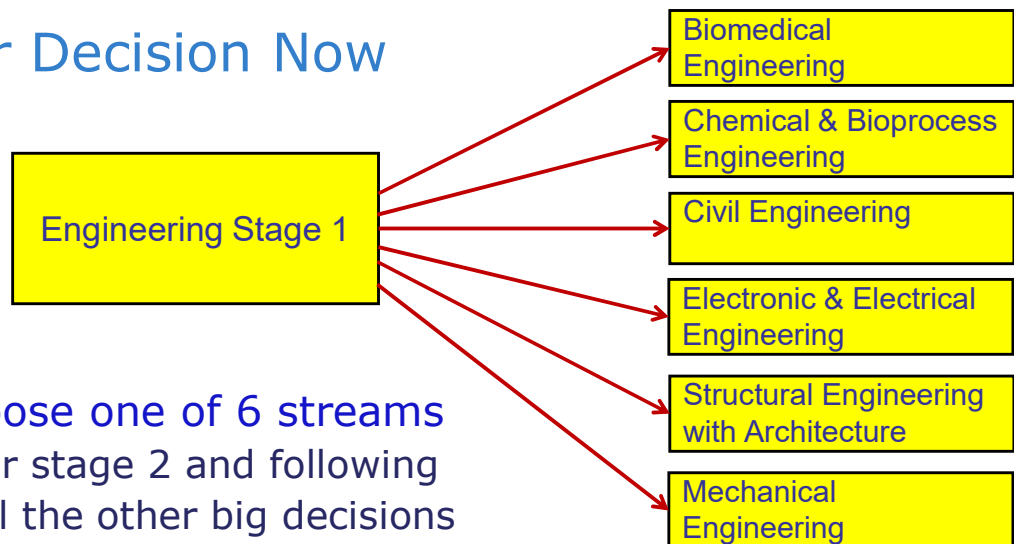 r Decision Now
Engineering Stage 1
Biomedical
Engineering
Chemical & Bioprocess
Engineering
Civil Engineering
Electronic & Electrical
Engineering
Structural Engineering
with Architecture
Mechanical
Engineering
ose one of 6 streams
r stage 2 and following
l the other big decisions